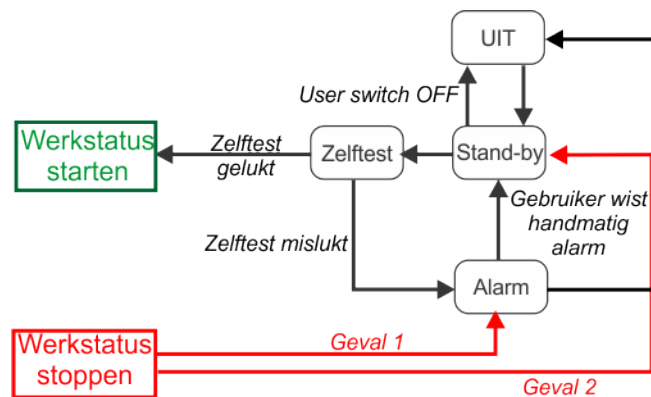 UIT
User switch OFF
Werkstatus
starten
Zelftest
gelukt
Zelftest
Stand-by
Gebruiker wist
handmatig
alarm
Zelftest mislukt
Alarm
Werkstatus
stoppen
Geval 1
Geval 2